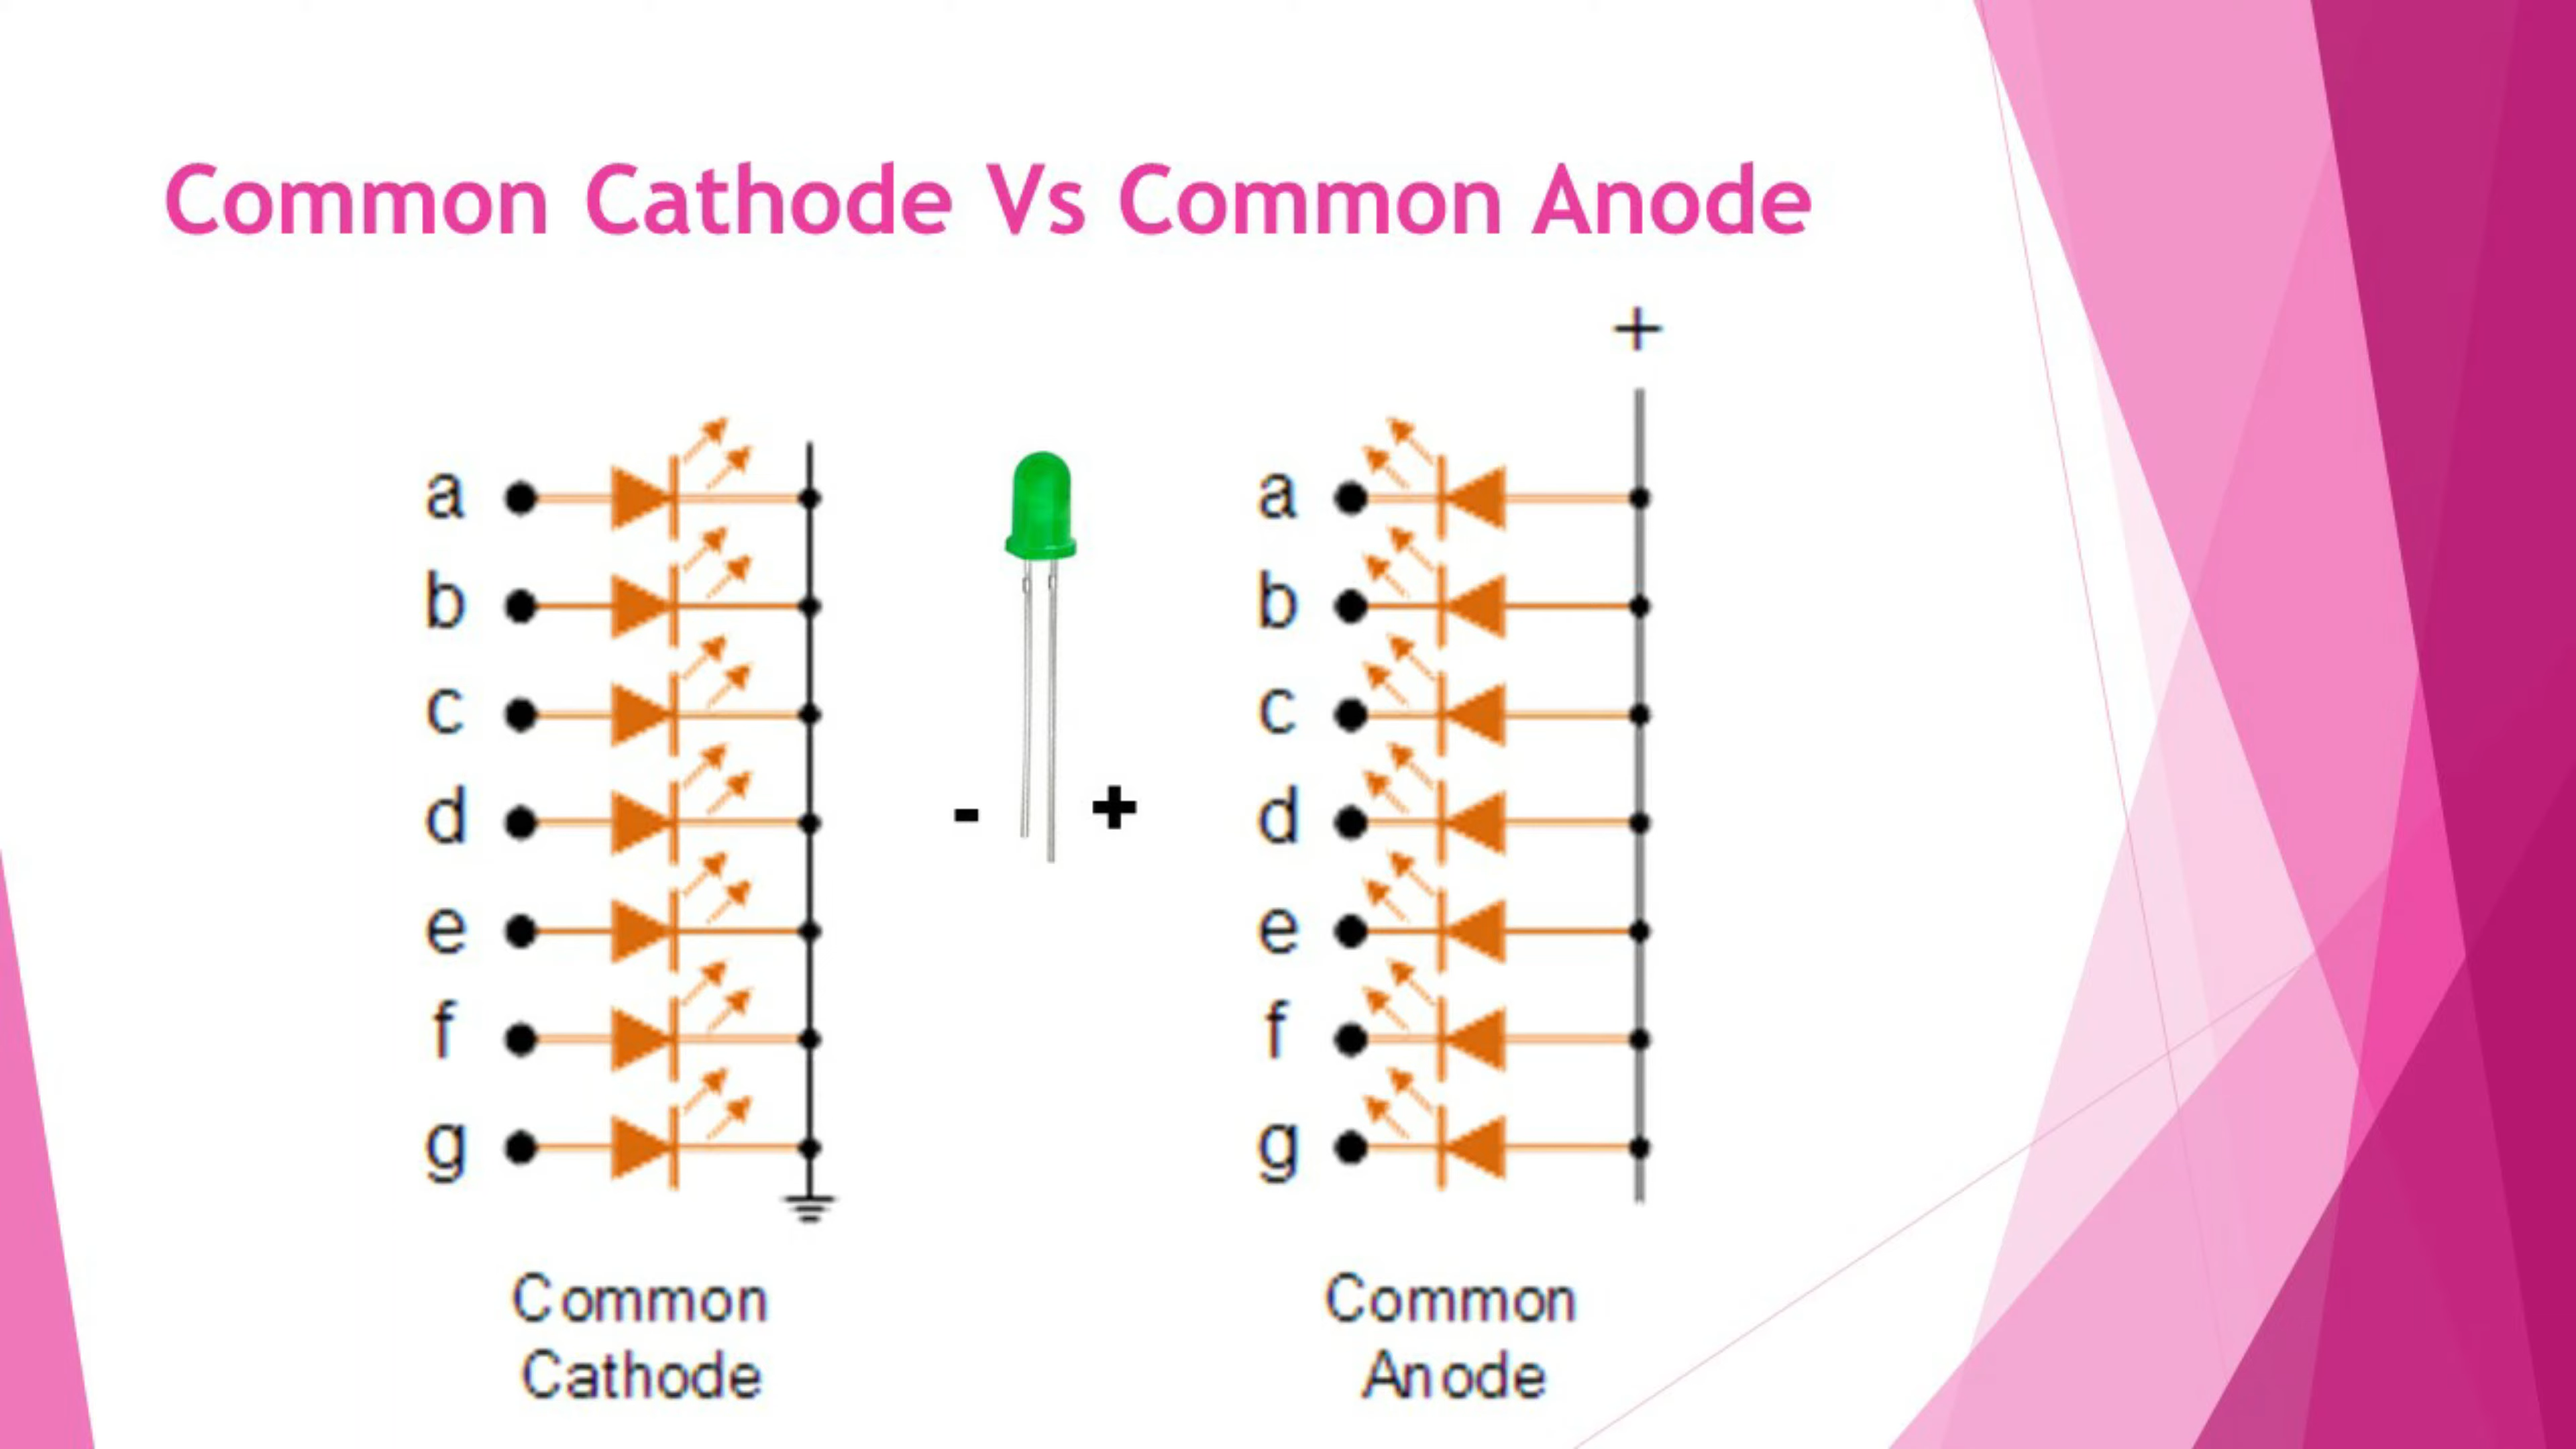 Common Cathode Vs Common Anode
+
a
b
c
d
e
f
g
Common
Cathode
- +
a
b
c
d
e
f
g
Common
Anode